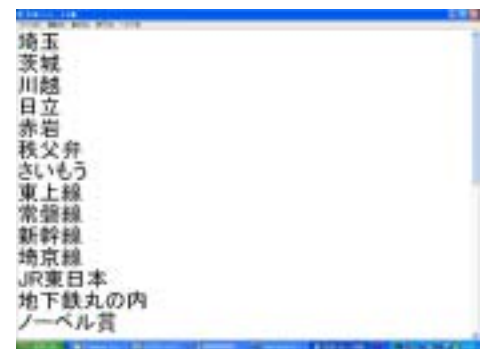 埼玉
茨城
川越
日立
赤岩
秩父弁
さいもう
東上線
常磐線
新幹線
埼京線
JR東日本
地下鉄丸の内
ノーベル賞